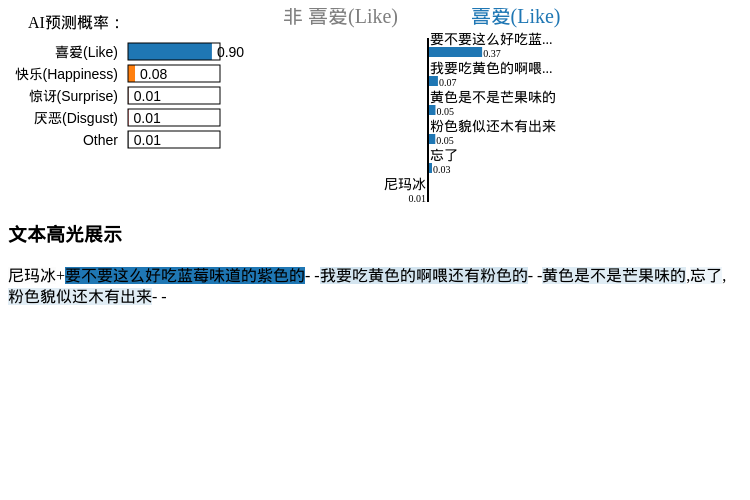 AI预测概率：
喜爱(Like) 0.90
快乐(Happiness) 0.08
惊讶(Surprise) 0.01
厌恶(Disgust) 0.01
Other 0.01
非 喜爱(Like) 喜爱(Like)
要不要这么好吃蓝...
0.37
我要吃黄色的啊喂...
0.07
黄色是不是芒果味的
0.05
粉色貌似还木有出来
0.05
忘了
0.03
尼玛冰
0.01
文本高光展示
尼玛冰+要不要这么好吃蓝莓味道的紫色的- -我要吃黄色的啊喂还有粉色的- -黄色是不是芒果味的,忘了,
粉色貌似还木有出来- -